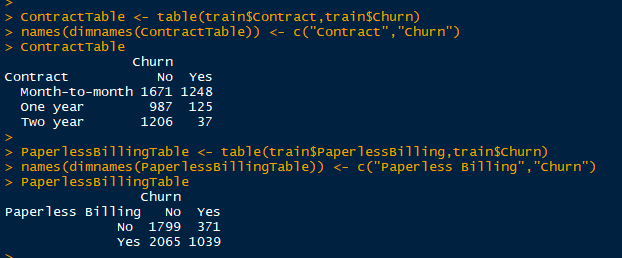 >
> ContractTable <- table(train$Contract,train$Churn)
> names(dimnames(ContractTable)) <- c("Contract","Churn")
> ContractTable
                Churn
Contract           No  Yes
  Month-to-month 1671 1248
  One year        987  125
  Two year       1206   37
>
> PaperlessBillingTable <- table(train$PaperlessBilling,train$Churn)
> names(dimnames(PaperlessBillingTable)) <- c("Paperless Billing","Churn")
> PaperlessBillingTable
                 Churn
Paperless Billing   No  Yes
              No  1799  371
              Yes 2065 1039
>